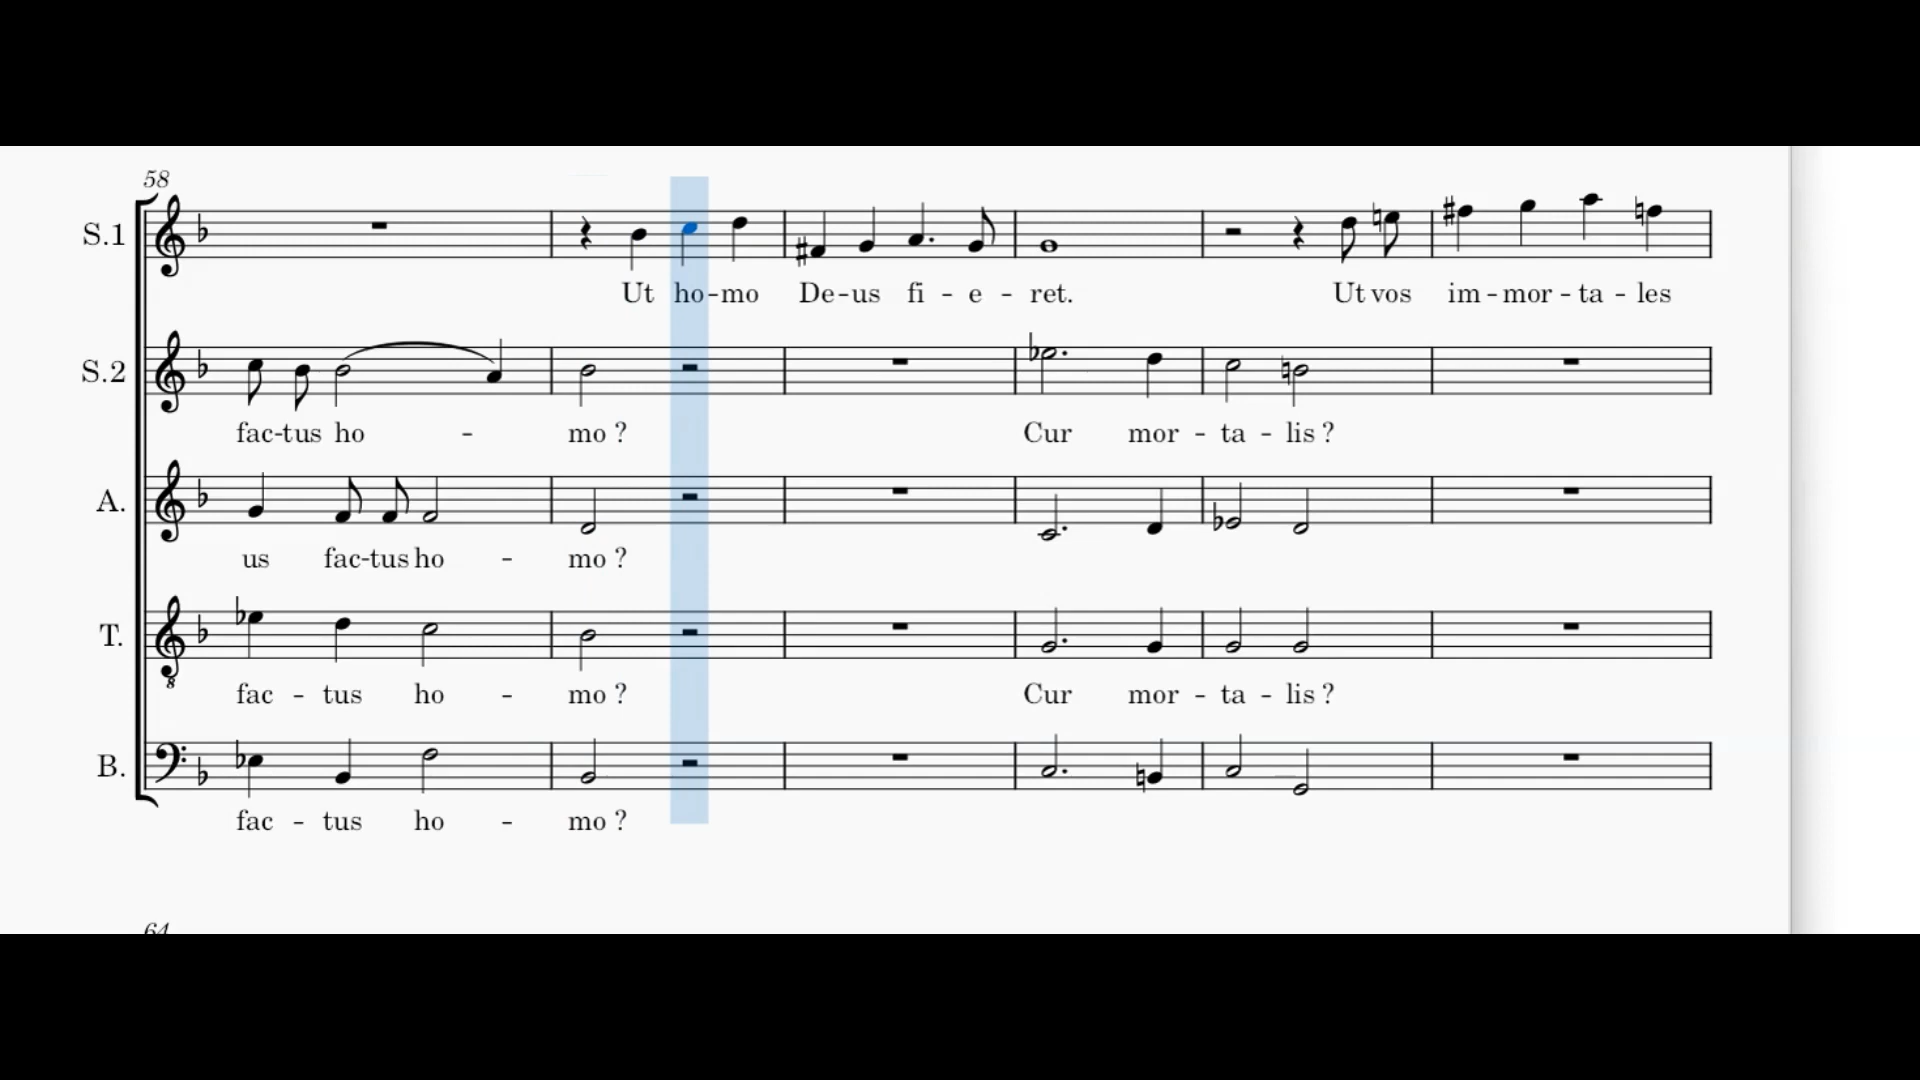 58
S.1
Ut ho-mo De-us fi - e - ret. Ut vos im - mor - ta - les
S.2
fac-tus ho - mo ? Cur mor - ta - lis ?
A.
us fac-tus ho - mo ?
T.
8
fac - tus ho - mo ? Cur mor - ta - lis ?
B.
fac - tus ho - mo ?
64